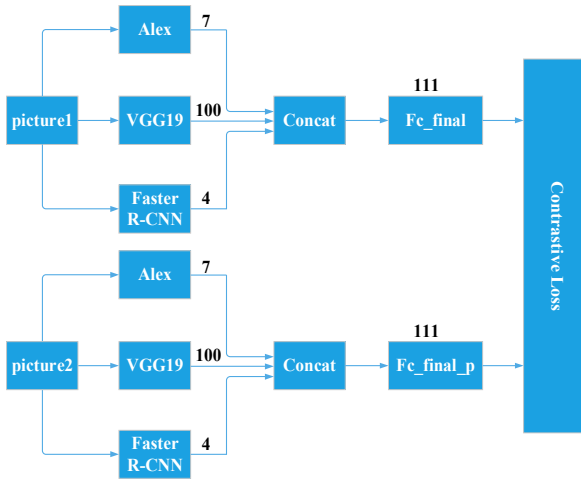 Alex
7
picture1
VGG19
100
Concat
111
Fc_final
Faster
R-CNN
4
Alex
7
picture2
VGG19
100
Concat
111
Fc_final_p
Faster
R-CNN
4
Contrastive Loss